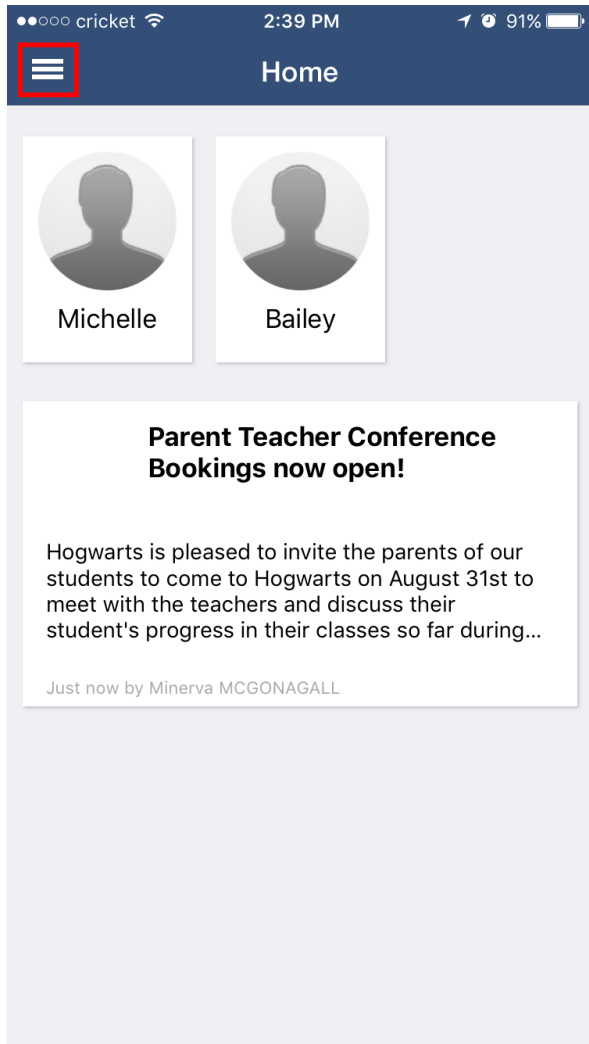 cricket 2:39 PM 91%
Home
Michelle Bailey
Parent Teacher Conference
Bookings now open!
Hogwarts is pleased to invite the parents of our
students to come to Hogwarts on August 31st to
meet with the teachers and discuss their
student's progress in their classes so far during...
Just now by Minerva MCGONAGALL